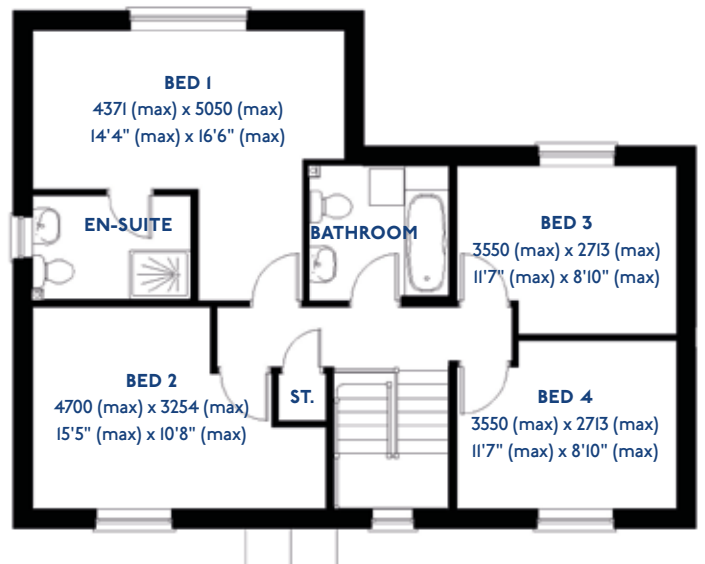 BED 1
4371 (max) x 5050 (max)
14'4" (max) x 16'6" (max)
EN-SUITE
BATHROOM
BED 3
3550 (max) x 2713 (max)
11'7" (max) x 8'10" (max)
BED 2
4700 (max) x 3254 (max)
15'5" (max) x 10'8" (max)
ST.
BED 4
3550 (max) x 2713 (max)
11'7" (max) x 8'10" (max)